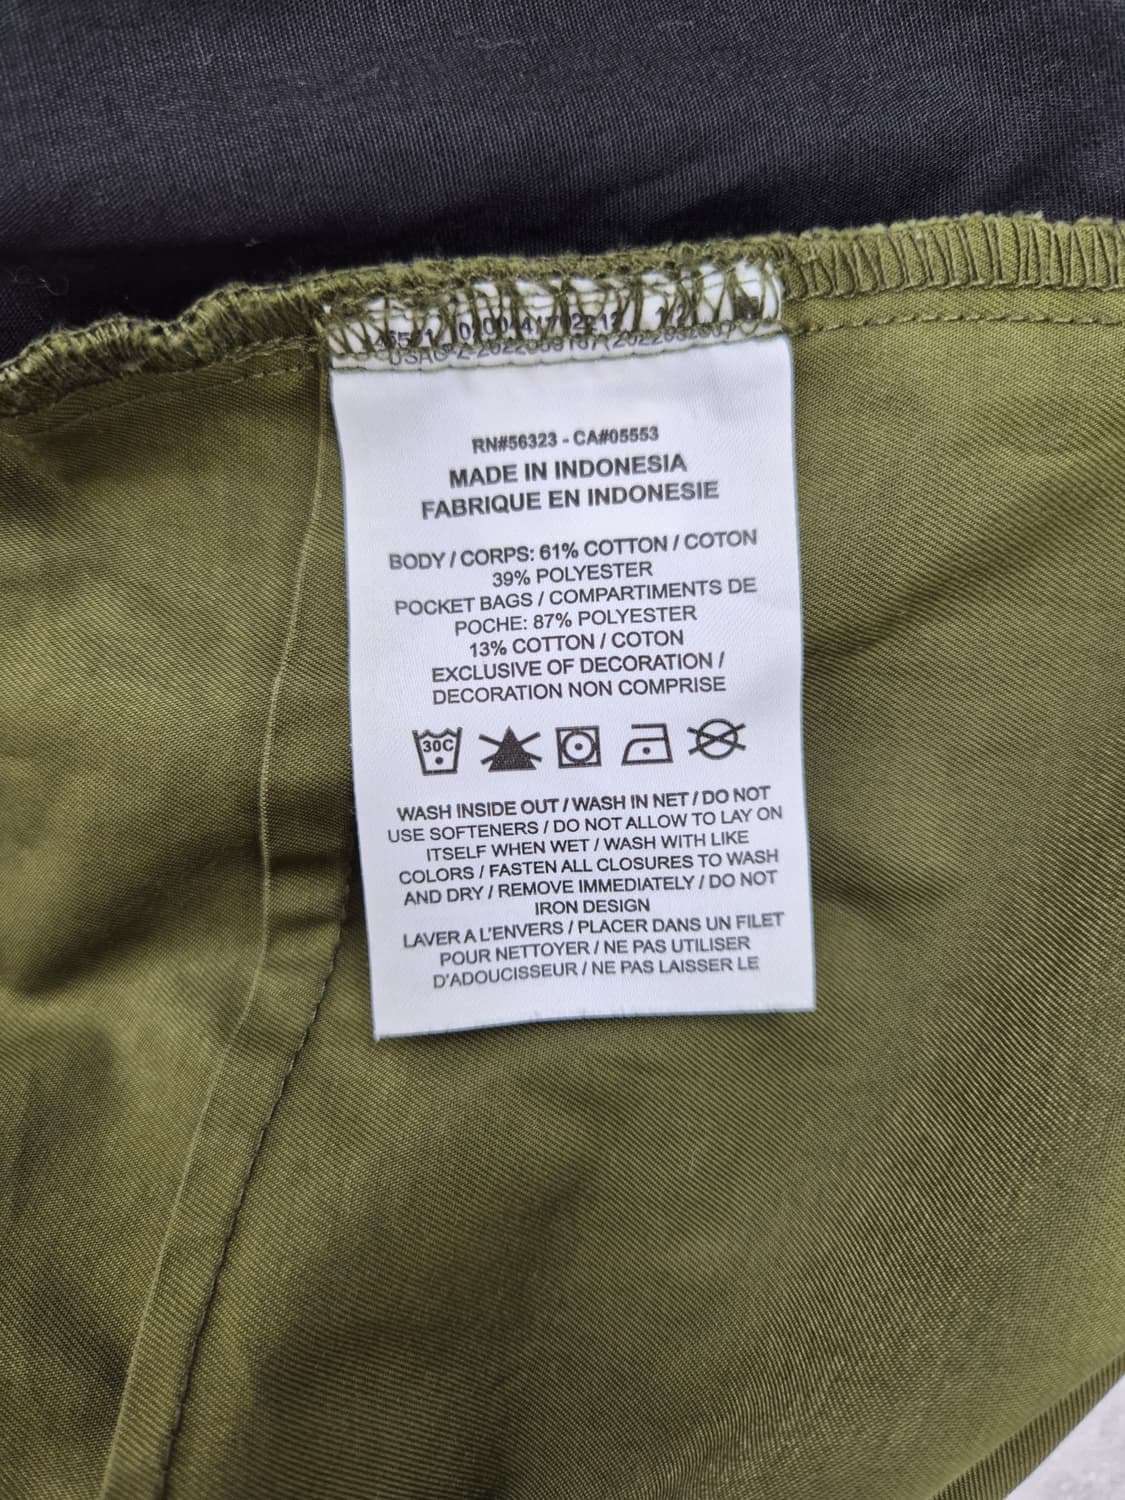 RN#56323 - CA#05553
MADE IN INDONESIA
FABRIQUE EN INDONESIE
BODY / CORPS: 61% COTTON / COTON
39% POLYESTER
POCKET BAGS / COMPARTIMENTS DE
POCHE: 87% POLYESTER
13% COTTON / COTON
EXCLUSIVE OF DECORATION /
DECORATION NON COMPRISE
30C
WASH INSIDE OUT / WASH IN NET / DO NOT
USE SOFTENERS / DO NOT ALLOW TO LAY ON
ITSELF WHEN WET / WASH WITH LIKE
COLORS / FASTEN ALL CLOSURES TO WASH
AND DRY / REMOVE IMMEDIATELY / DO NOT
IRON DESIGN
LAVER A L'ENVERS / PLACER DANS UN FILET
POUR NETTOYER / NE PAS UTILISER
D'ADOUCISSEUR / NE PAS LAISSER LE